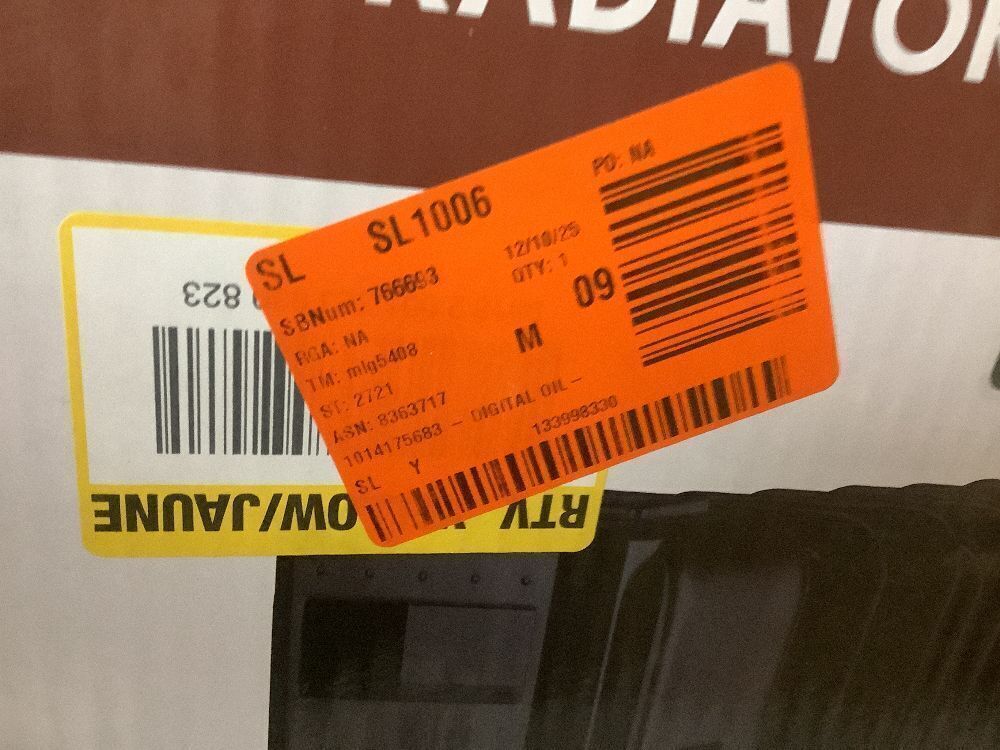 RADIATOR
SL SL1006
PO: NA
SBNum: 766693 12/18/25
RGA: NA QTY: 1
TM: mlg5408 M 09
ST: 2721
ASN: 8363717
1014175683 - DIGITAL OIL -
SL Y 133998330
823
RTV OW/JAUNE